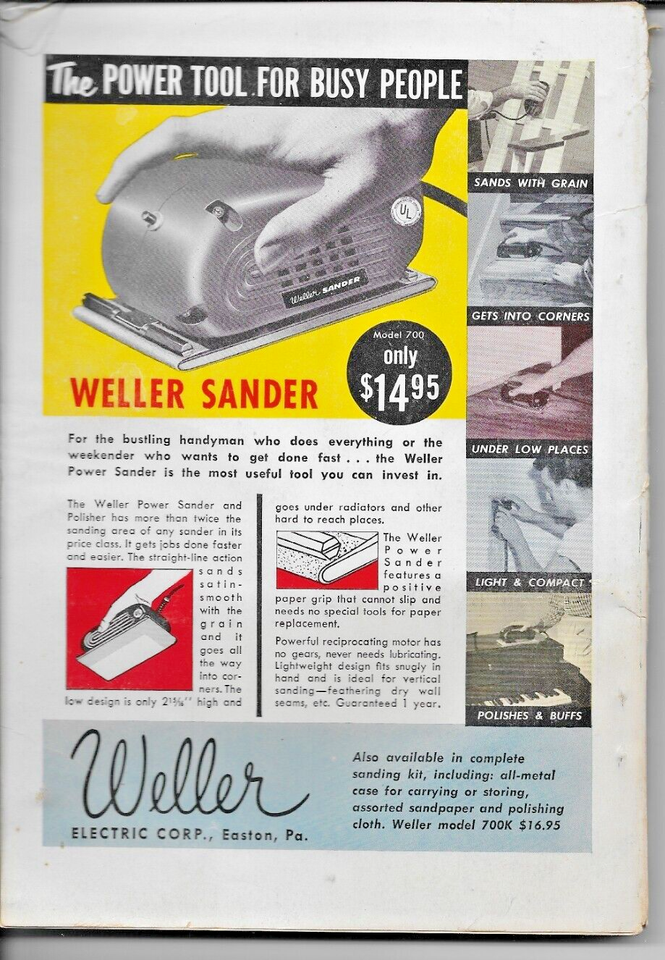 The POWER TOOL FOR BUSY PEOPLE
UL
Weller SANDER
Model 700
only
$14.95
WELLER SANDER
SANDS WITH GRAIN
GETS INTO CORNERS
UNDER LOW PLACES
LIGHT & COMPACT
POLISHES & BUFFS
For the bustling handyman who does everything or the
weekender who wants to get done fast . . . the Weller
Power Sander is the most useful tool you can invest in.
The Weller Power Sander and
Polisher has more than twice the
sanding area of any sander in its
price class. It gets jobs done faster
and easier. The straight-line action
sands
satin-
smooth
with the
grain
and it
goes all
the way
into cor-
ners. The
low design is only 2 15/16" high and
goes under radiators and other
hard to reach places.
The Weller
Power
Sander
features a
positive
paper grip that cannot slip and
needs no special tools for paper
replacement.
Powerful reciprocating motor has
no gears, never needs lubricating.
Lightweight design fits snugly in
hand and is ideal for vertical
sanding—feathering dry wall
seams, etc. Guaranteed 1 year.
Weller
ELECTRIC CORP., Easton, Pa.
Also available in complete
sanding kit, including: all-metal
case for carrying or storing,
assorted sandpaper and polishing
cloth. Weller model 700K $16.95